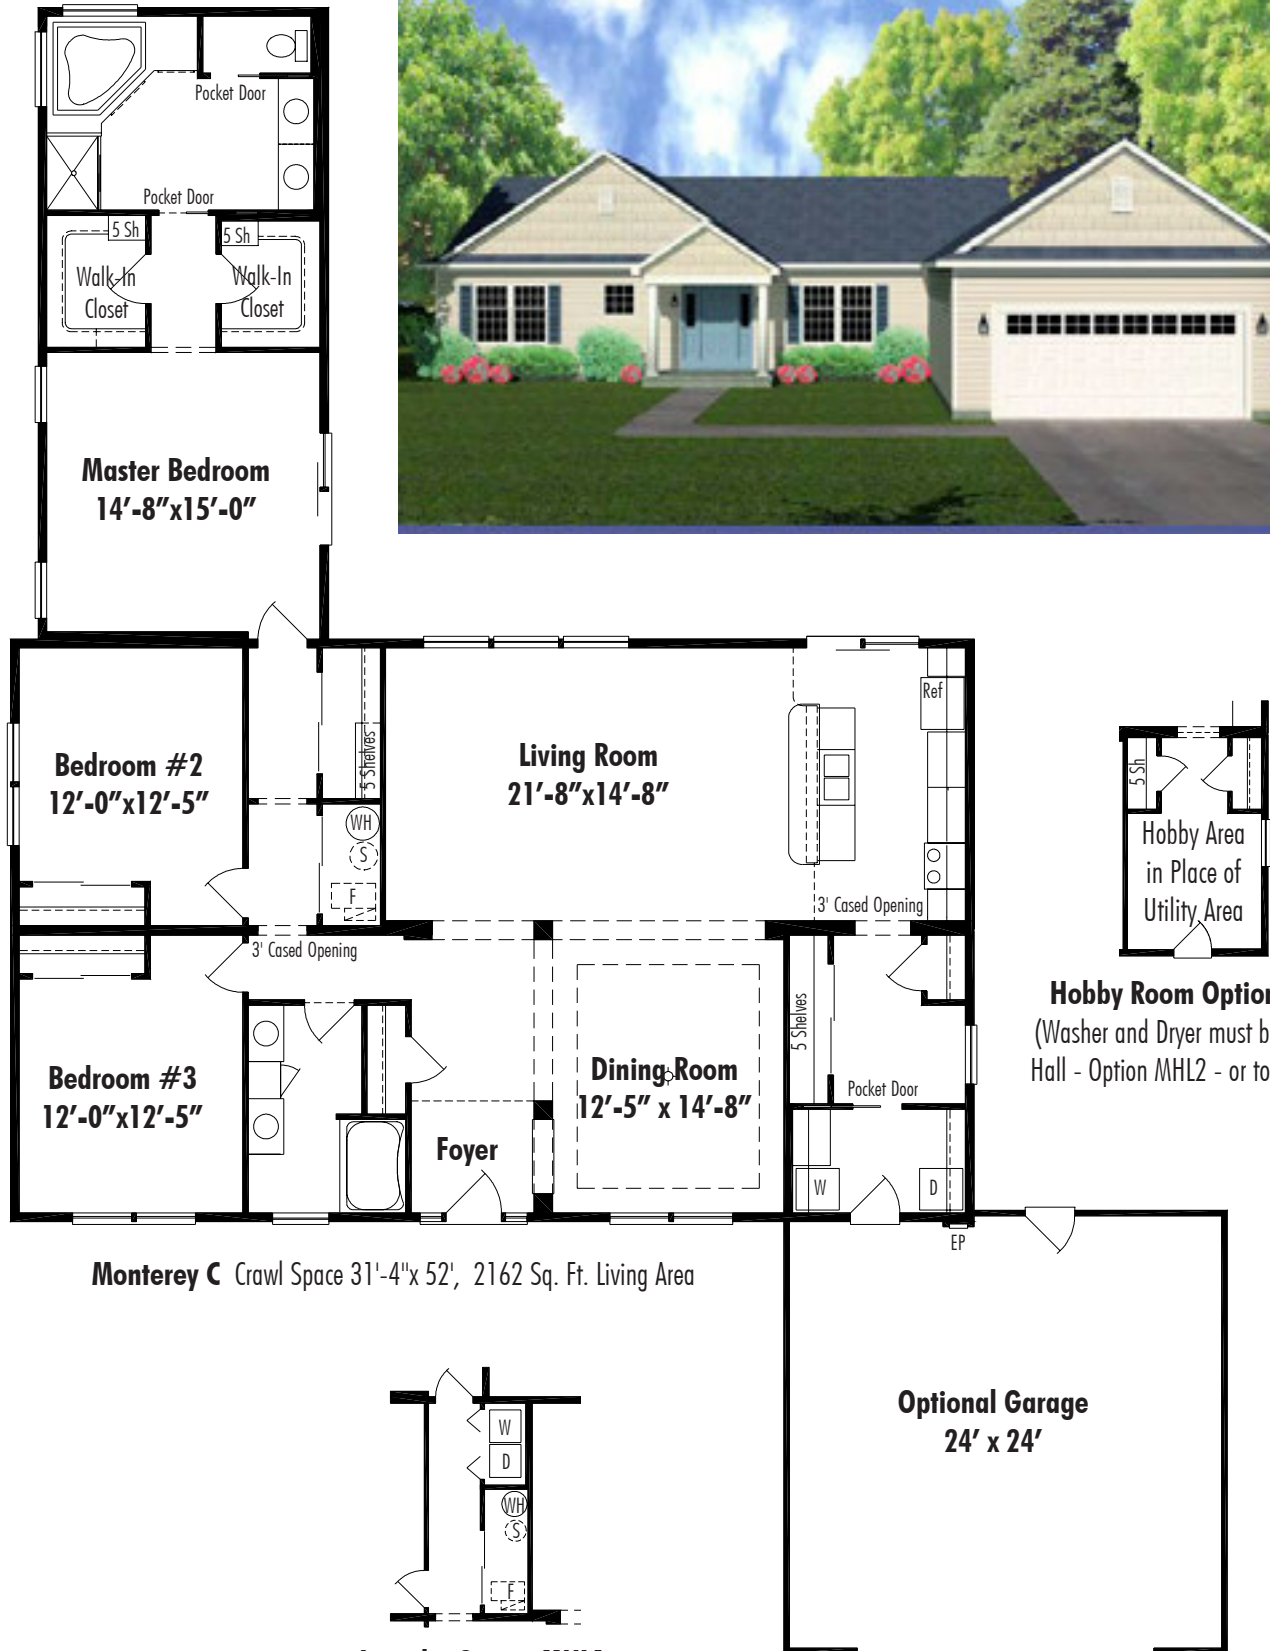 Pocket Door
Pocket Door
5 Sh
5 Sh
Walk-In
Closet
Walk-In
Closet
Master Bedroom
14'-8"x15'-0"
Bedroom #2
12'-0"x12'-5"
5 Shelves
WH
S
F
Living Room
21'-8"x14'-8"
Ref
3' Cased Opening
3' Cased Opening
5 Sh
Hobby Area
in Place of
Utility Area
Hobby Room Option
(Washer and Dryer must b
Hall - Option MHL2 - or to
Bedroom #3
12'-0"x12'-5"
Foyer
Dining Room
12'-5" x 14'-8"
5 Shelves
Pocket Door
W
D
EP
Monterey C Crawl Space 31'-4"x 52', 2162 Sq. Ft. Living Area
Optional Garage
24' x 24'
W
D
WH
S
F